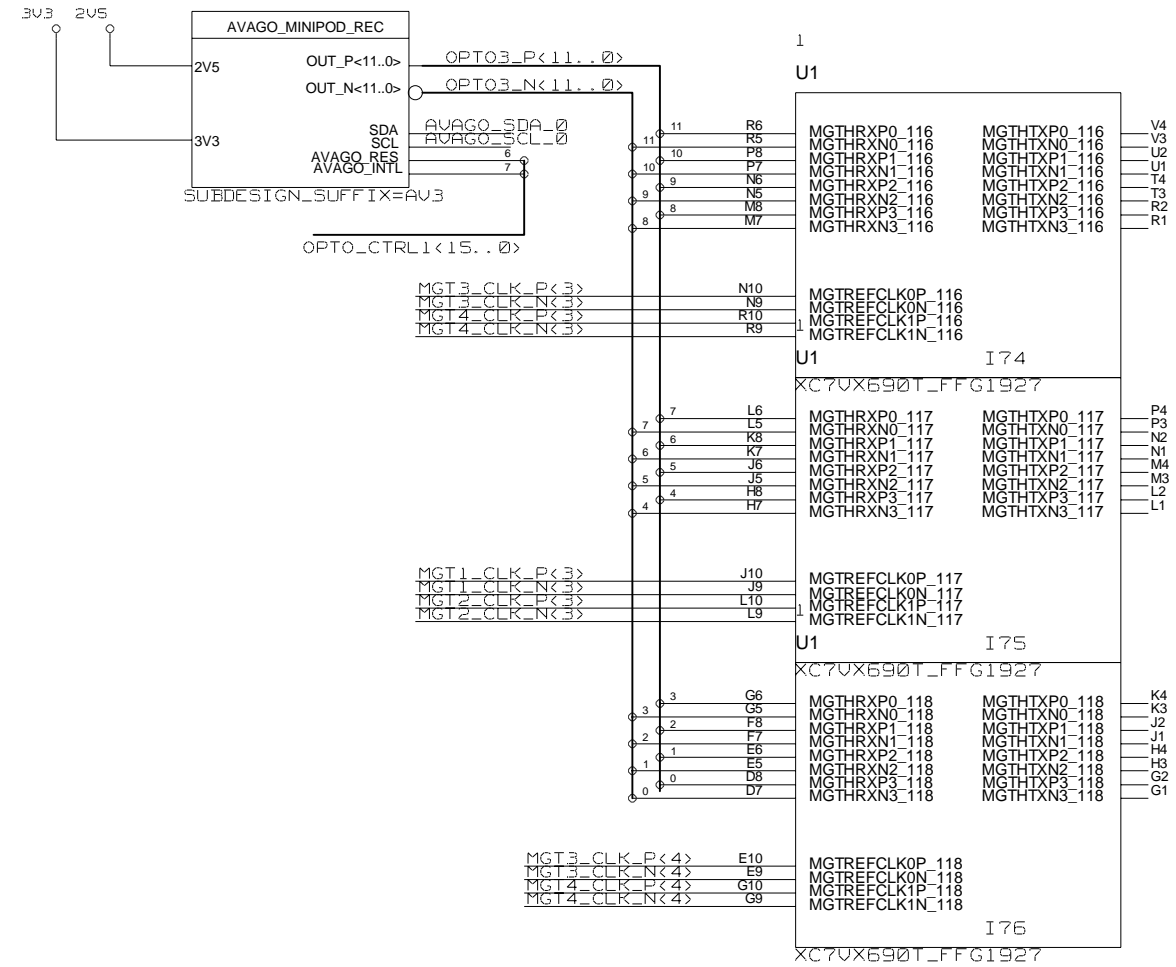 3V3 2V5
AVAGO_MINIPOD_REC
2V5 OUT_P<11..0> OPTO3_P<11..0>
OUT_N<11..0> OPTO3_N<11..0>
SDA AVAGO_SDA_0
3V3 SCL AVAGO_SCL_0
AVAGO_RES 6
AVAGO_INTL 7
SUBDESIGN_SUFFIX=AV3
OPTO_CTRL1<15..0>
1
U1
11 R6 MGTHRXP0_116 MGTHTXP0_116 V4
11 R5 MGTHRXN0_116 MGTHTXN0_116 V3
10 P8 MGTHRXP1_116 MGTHTXP1_116 U2
10 P7 MGTHRXN1_116 MGTHTXN1_116 U1
9 N6 MGTHRXP2_116 MGTHTXP2_116 T4
9 N5 MGTHRXN2_116 MGTHTXN2_116 T3
8 M8 MGTHRXP3_116 MGTHTXP3_116 R2
8 M7 MGTHRXN3_116 MGTHTXN3_116 R1
MGT3_CLK_P<3> N10 MGTREFCLK0P_116
MGT3_CLK_N<3> N9 MGTREFCLK0N_116
MGT4_CLK_P<3> R10 MGTREFCLK1P_116
MGT4_CLK_N<3> R9 MGTREFCLK1N_116
1
U1 I74
XC7VX690T_FFG1927
7 L6 MGTHRXP0_117 MGTHTXP0_117 P4
7 L5 MGTHRXN0_117 MGTHTXN0_117 P3
6 K8 MGTHRXP1_117 MGTHTXP1_117 N2
6 K7 MGTHRXN1_117 MGTHTXN1_117 N1
5 J6 MGTHRXP2_117 MGTHTXP2_117 M4
5 J5 MGTHRXN2_117 MGTHTXN2_117 M3
4 H8 MGTHRXP3_117 MGTHTXP3_117 L2
4 H7 MGTHRXN3_117 MGTHTXN3_117 L1
MGT1_CLK_P<3> J10 MGTREFCLK0P_117
MGT1_CLK_N<3> J9 MGTREFCLK0N_117
MGT2_CLK_P<3> L10 MGTREFCLK1P_117
MGT2_CLK_N<3> L9 MGTREFCLK1N_117
1
U1 I75
XC7VX690T_FFG1927
3 G6 MGTHRXP0_118 MGTHTXP0_118 K4
3 G5 MGTHRXN0_118 MGTHTXN0_118 K3
2 F8 MGTHRXP1_118 MGTHTXP1_118 J2
2 F7 MGTHRXN1_118 MGTHTXN1_118 J1
1 E6 MGTHRXP2_118 MGTHTXP2_118 H4
1 E5 MGTHRXN2_118 MGTHTXN2_118 H3
0 D8 MGTHRXP3_118 MGTHTXP3_118 G2
0 D7 MGTHRXN3_118 MGTHTXN3_118 G1
MGT3_CLK_P<4> E10 MGTREFCLK0P_118
MGT3_CLK_N<4> E9 MGTREFCLK0N_118
MGT4_CLK_P<4> G10 MGTREFCLK1P_118
MGT4_CLK_N<4> G9 MGTREFCLK1N_118
I76
XC7VX690T_FFG1927